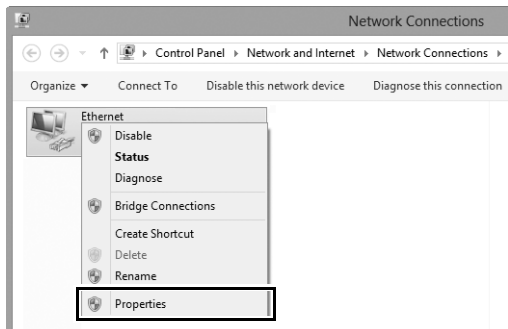 Network Connections
Control Panel Network and Internet Network Connections
Organize Connect To Disable this network device Diagnose this connection
Ethernet
Disable
Status
Diagnose
Bridge Connections
Create Shortcut
Delete
Rename
Properties